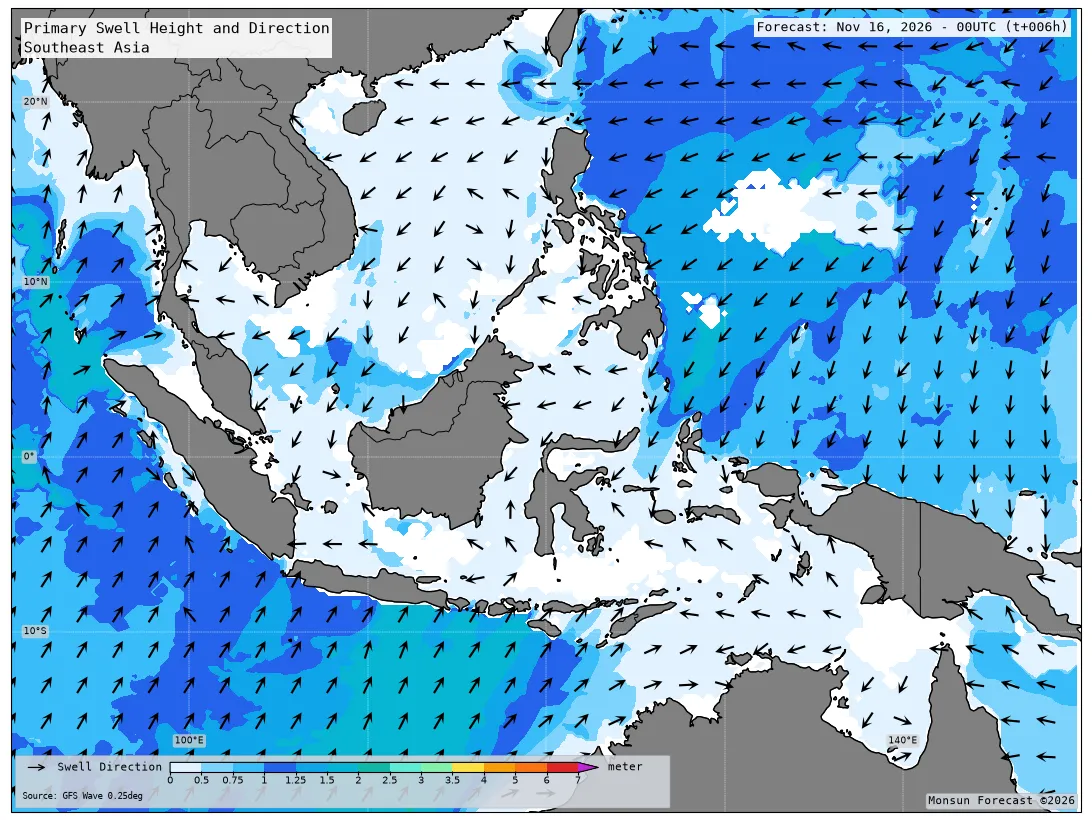 Primary Swell Height and Direction
Southeast Asia
Forecast: Nov 16, 2026 - 00UTC (t+006h)
20°N
10°N
0°
10°S
100°E
140°E
Swell Direction
meter
0 0.5 0.75 1 1.25 1.5 2 2.5 3 3.5 4 5 6 7
Source: GFS Wave 0.25deg
Monsun Forecast ©2026